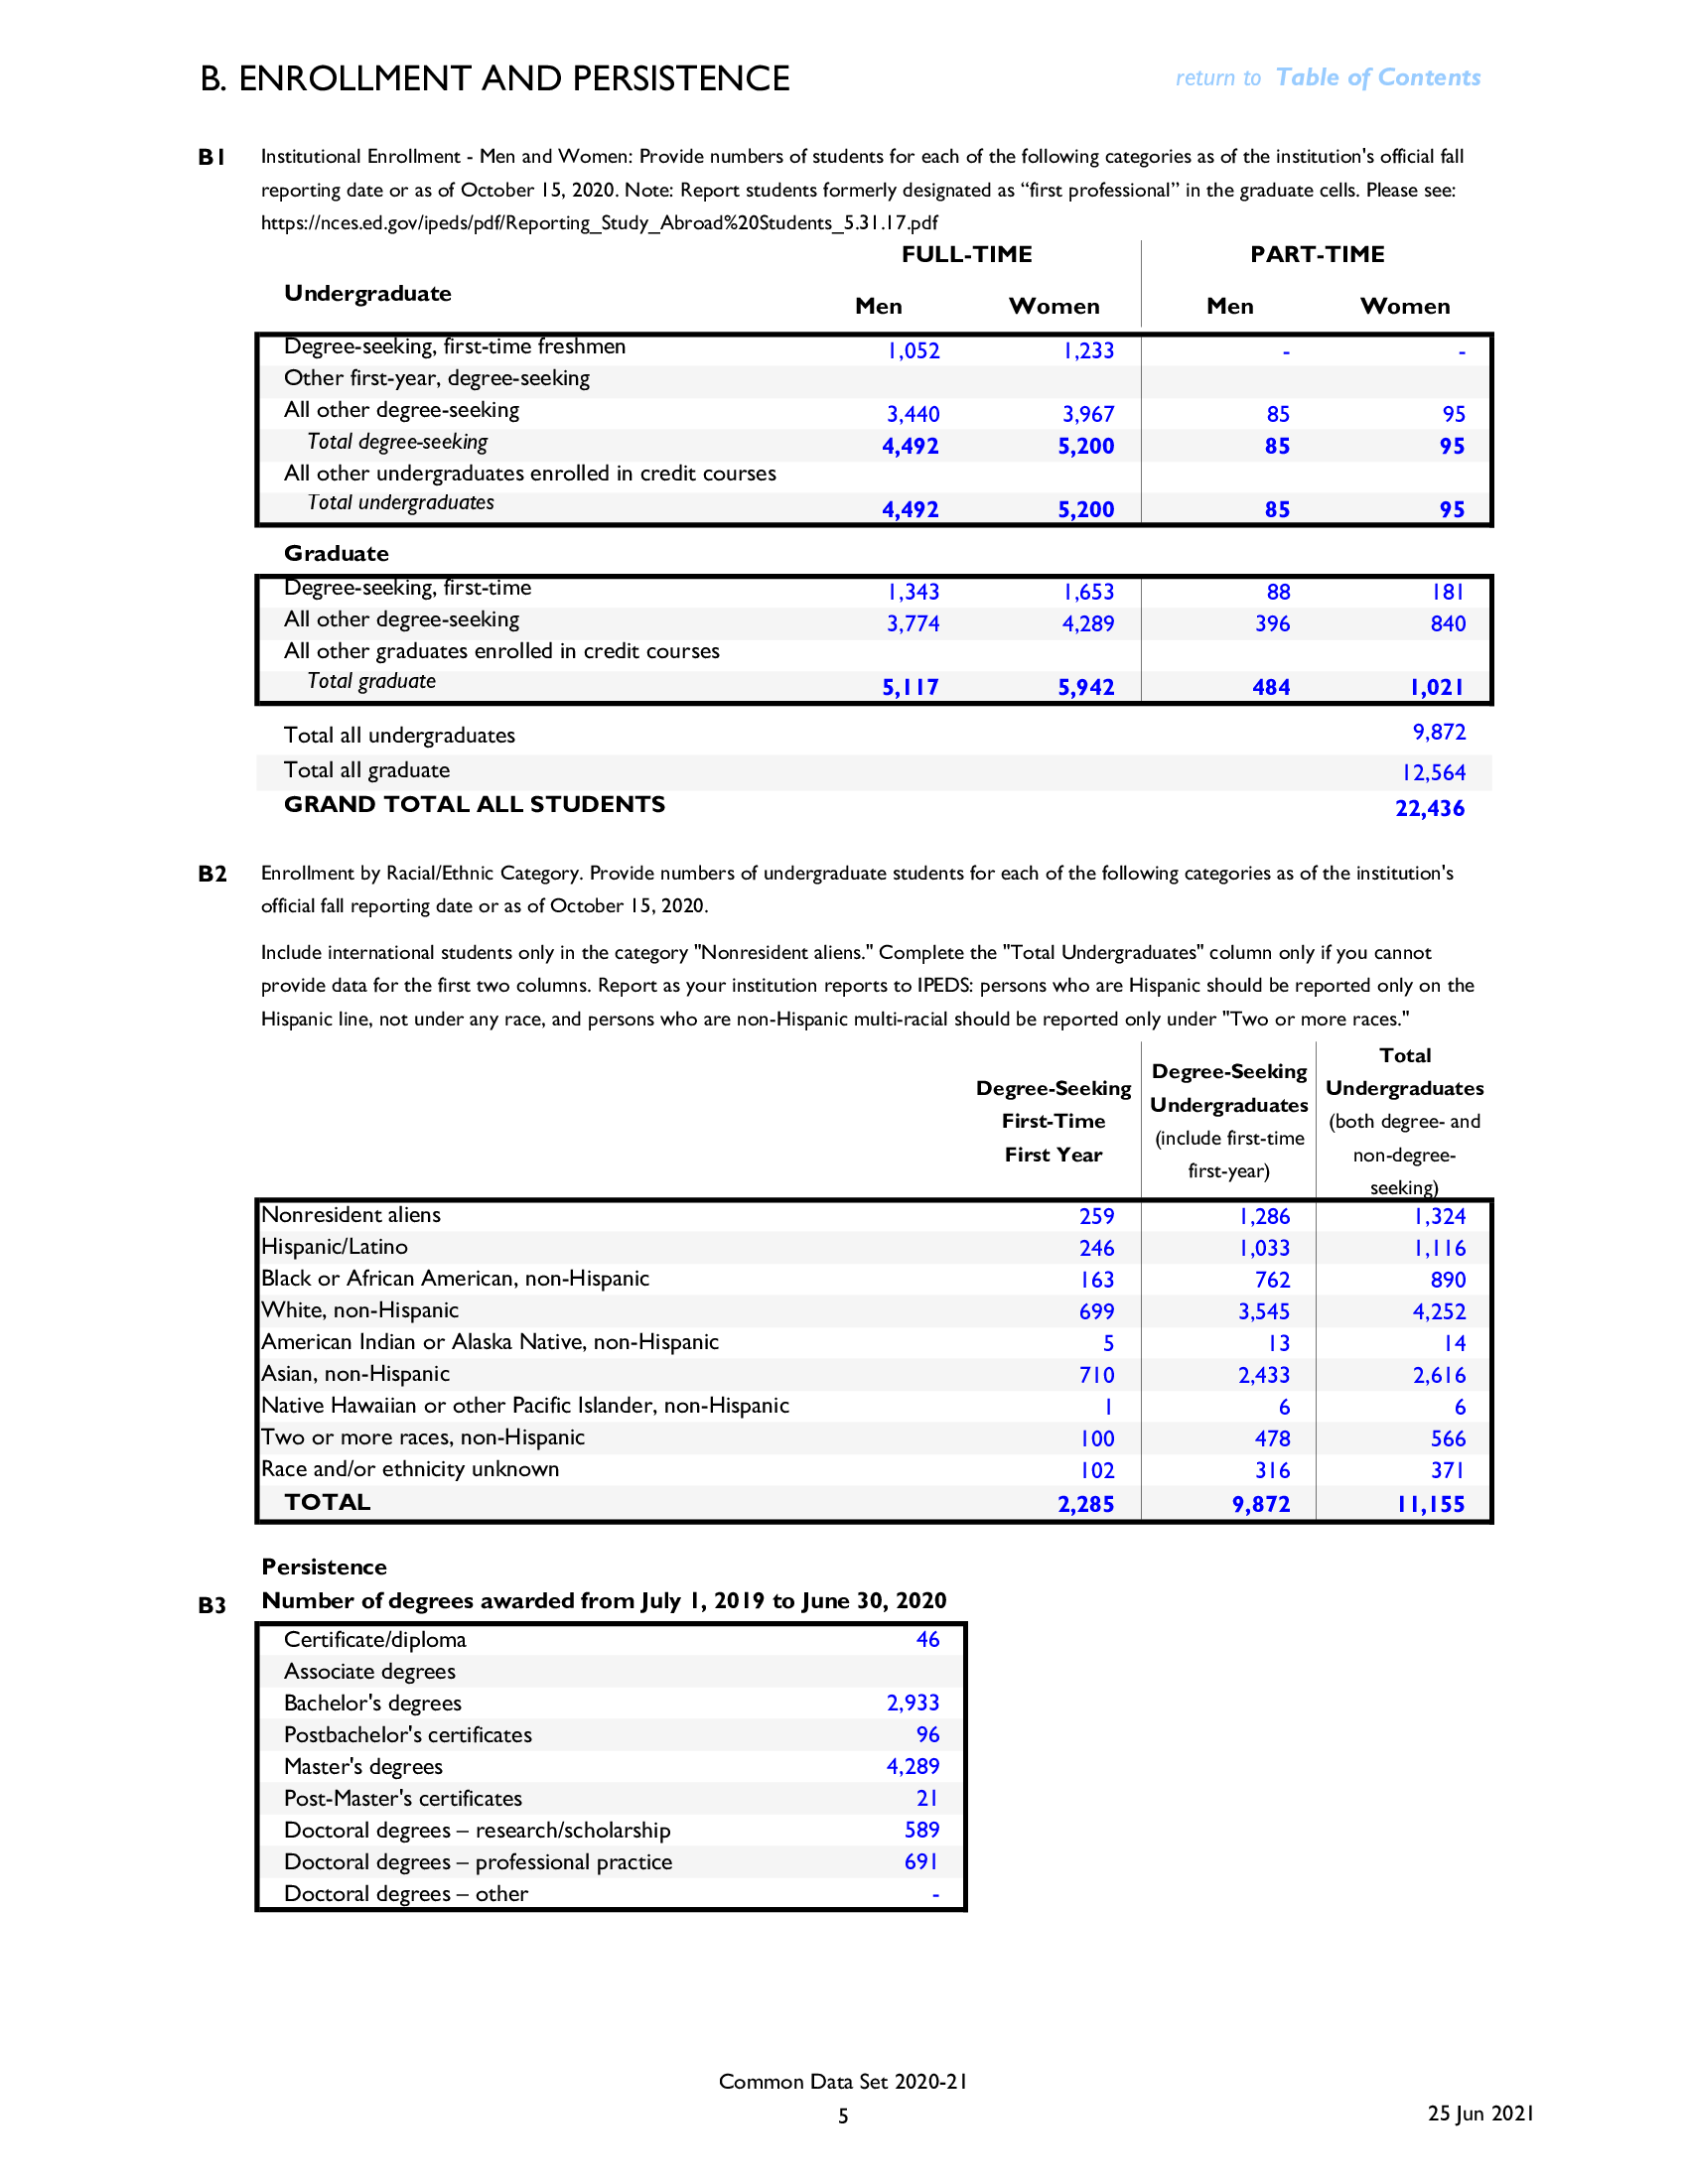 B. ENROLLMENT AND PERSISTENCE return to Table of Contents
B1 Institutional Enrollment - Men and Women: Provide numbers of students for each of the following categories as of the institution's official fall
reporting date or as of October 15, 2020. Note: Report students formerly designated as “first professional” in the graduate cells. Please see:
https://nces.ed.gov/ipeds/pdf/Reporting_Study_Abroad%20Students_5.31.17.pdf
FULL-TIME PART-TIME
Undergraduate Men Women Men Women
Degree-seeking, first-time freshmen 1,052 1,233 - -
Other first-year, degree-seeking
All other degree-seeking 3,440 3,967 85 95
Total degree-seeking 4,492 5,200 85 95
All other undergraduates enrolled in credit courses
Total undergraduates 4,492 5,200 85 95
Graduate
Degree-seeking, first-time 1,343 1,653 88 181
All other degree-seeking 3,774 4,289 396 840
All other graduates enrolled in credit courses
Total graduate 5,117 5,942 484 1,021
Total all undergraduates 9,872
Total all graduate 12,564
GRAND TOTAL ALL STUDENTS 22,436
B2 Enrollment by Racial/Ethnic Category. Provide numbers of undergraduate students for each of the following categories as of the institution's
official fall reporting date or as of October 15, 2020.
Include international students only in the category "Nonresident aliens." Complete the "Total Undergraduates" column only if you cannot
provide data for the first two columns. Report as your institution reports to IPEDS: persons who are Hispanic should be reported only on the
Hispanic line, not under any race, and persons who are non-Hispanic multi-racial should be reported only under "Two or more races."
Degree-Seeking
First-Time
First Year
Degree-Seeking
Undergraduates
(include first-time
first-year)
Total
Undergraduates
(both degree- and
non-degree-
seeking)
Nonresident aliens 259 1,286 1,324
Hispanic/Latino 246 1,033 1,116
Black or African American, non-Hispanic 163 762 890
White, non-Hispanic 699 3,545 4,252
American Indian or Alaska Native, non-Hispanic 5 13 14
Asian, non-Hispanic 710 2,433 2,616
Native Hawaiian or other Pacific Islander, non-Hispanic 1 6 6
Two or more races, non-Hispanic 100 478 566
Race and/or ethnicity unknown 102 316 371
TOTAL 2,285 9,872 11,155
Persistence
B3 Number of degrees awarded from July 1, 2019 to June 30, 2020
Certificate/diploma 46
Associate degrees
Bachelor's degrees 2,933
Postbachelor's certificates 96
Master's degrees 4,289
Post-Master's certificates 21
Doctoral degrees – research/scholarship 589
Doctoral degrees – professional practice 691
Doctoral degrees – other -
Common Data Set 2020-21
5 25 Jun 2021